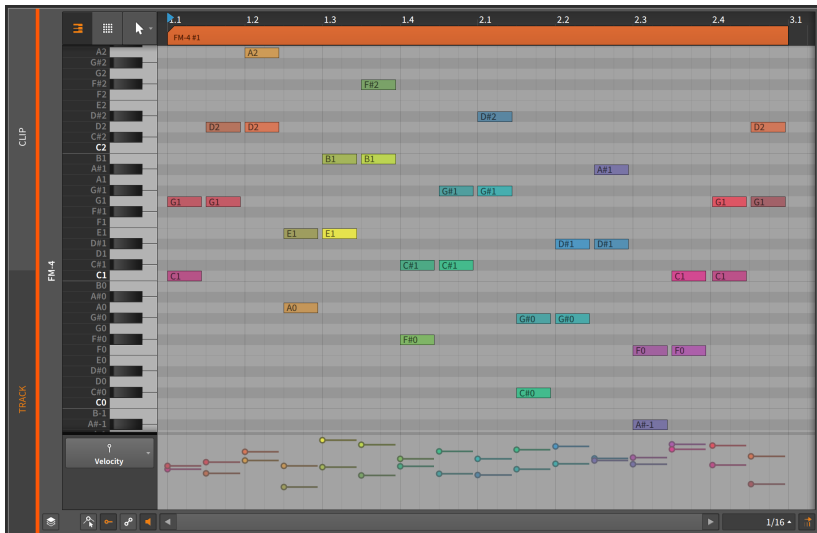 1.1 1.2 1.3 1.4 2.1 2.2 2.3 2.4 3.1
FM-4 #1
CLIP
TRACK
FM-4
A2 A2
G#2
G2
F#2 F#2
F2
E2
D#2 D#2
D2 D2 D2 D2
C#2
C2
B1 B1 B1
A#1 A#1
A1
G#1 G#1 G#1
G1 G1 G1 G1 G1
F#1
F1
E1 E1 E1
D#1 D#1 D#1
D1
C#1 C#1 C#1
C1 C1 C1 C1
B0
A#0
A0 A0
G#0 G#0 G#0
G0
F#0 F#0
F0 F0 F0
E0
D#0
D0
C#0 C#0
C0
B-1
A#-1 A#-1
Velocity
1/16